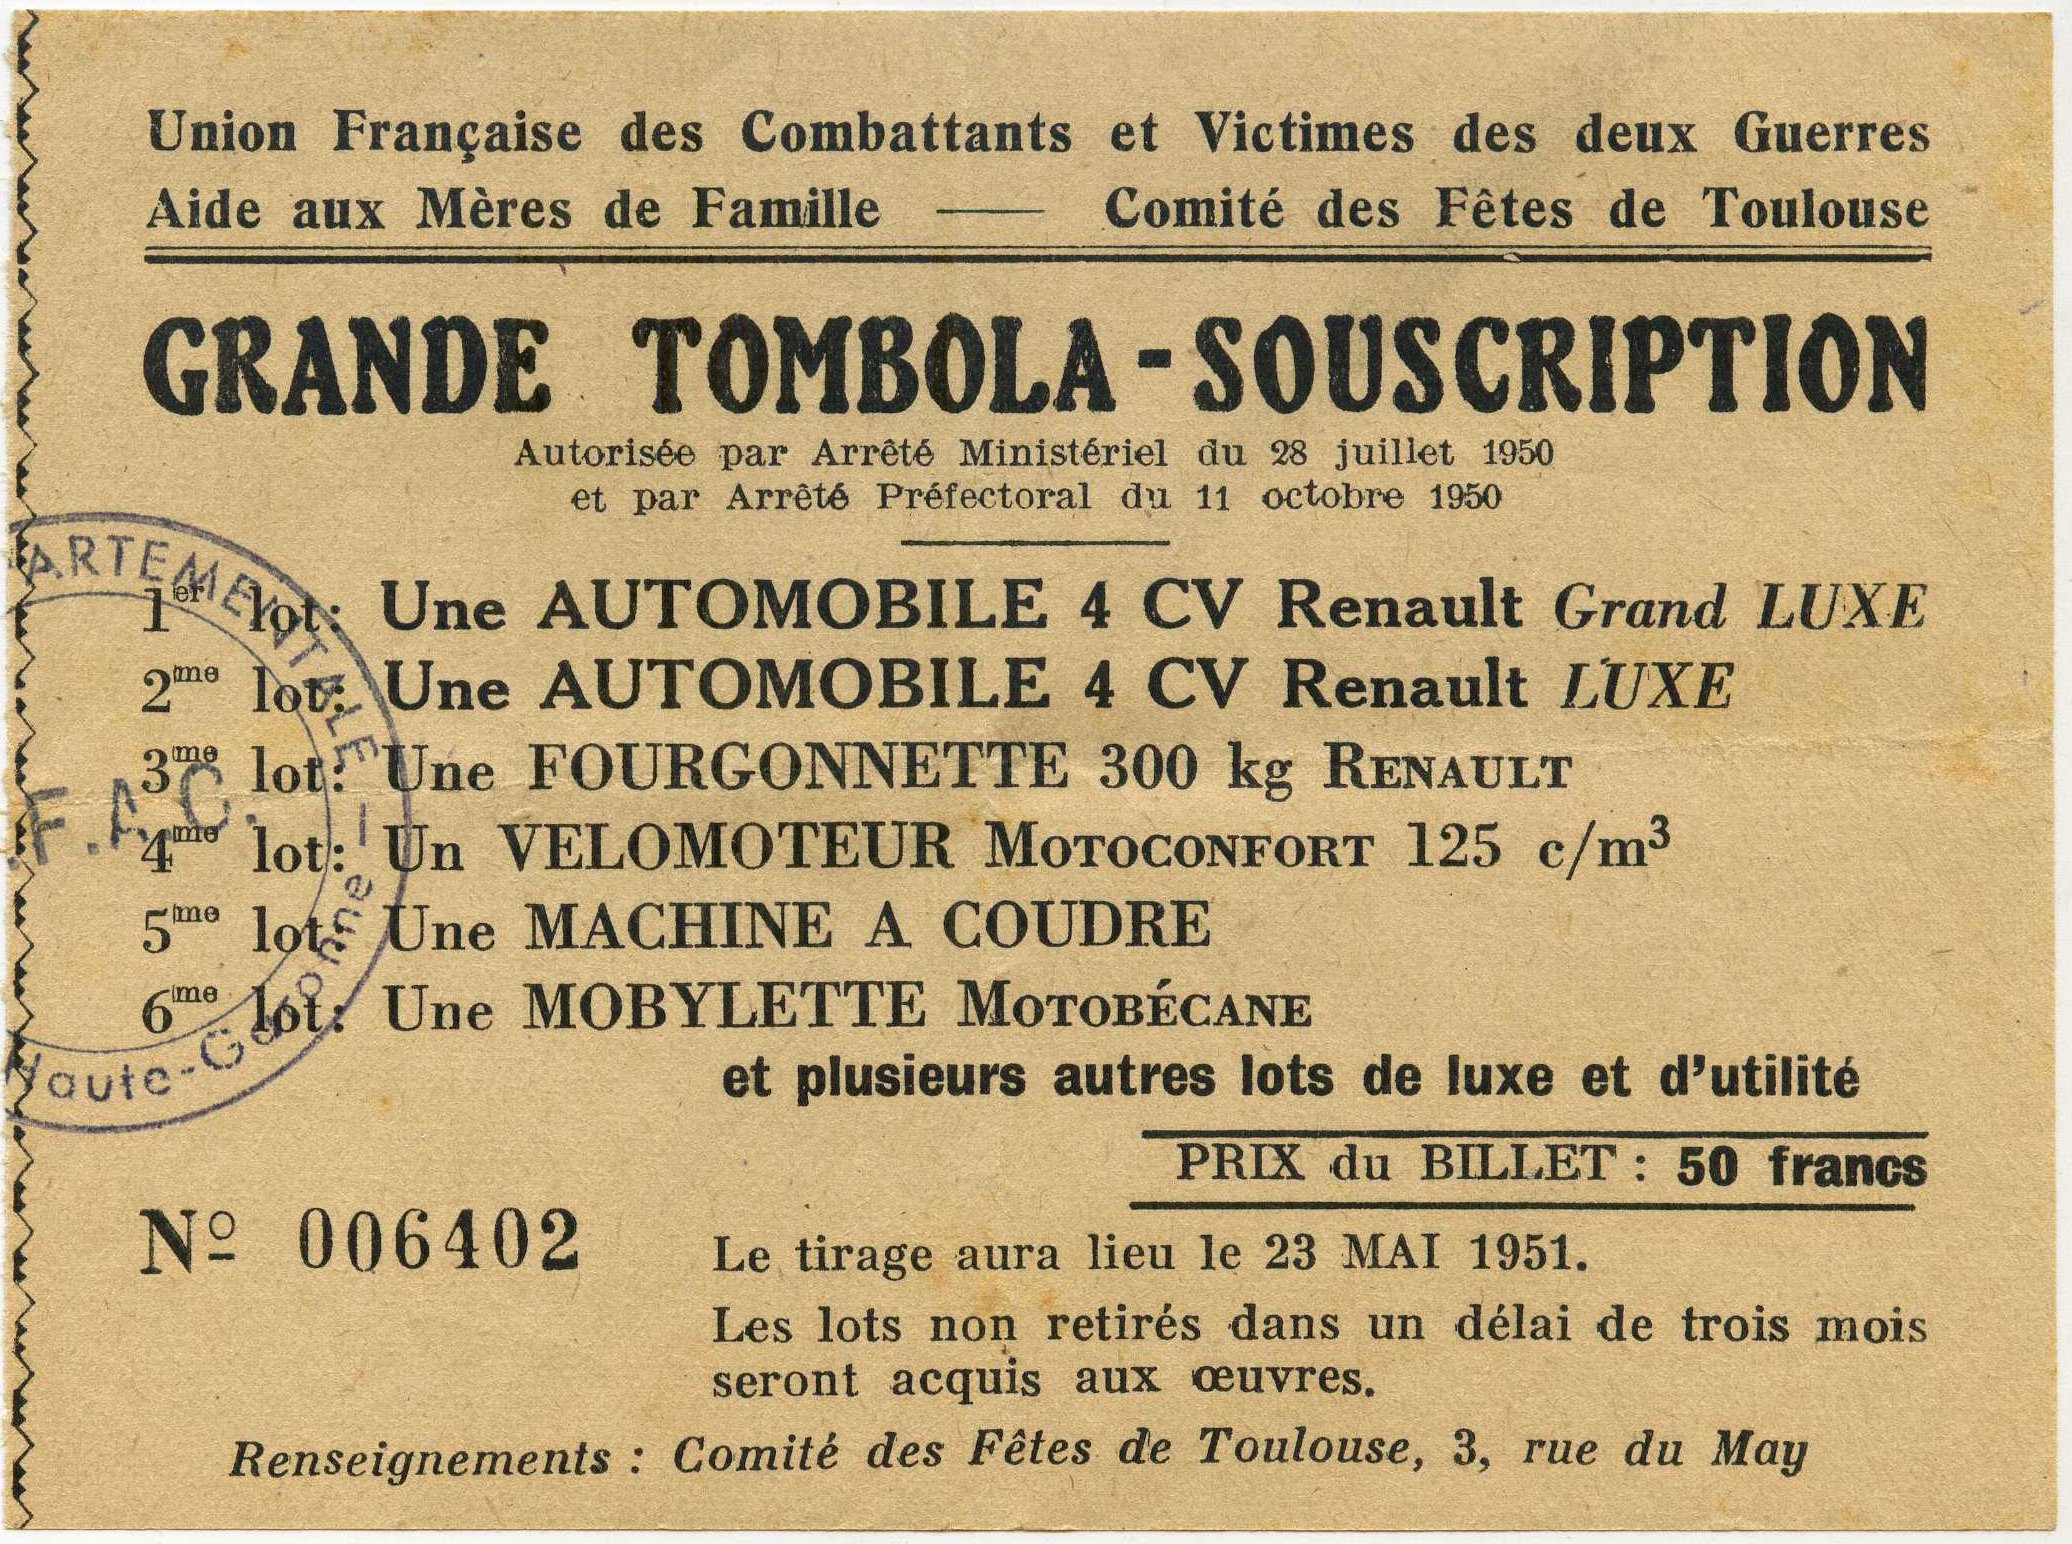 Union Française des Combattants et Victimes des deux Guerres
Aide aux Mères de Famille — Comité des Fêtes de Toulouse
GRANDE TOMBOLA - SOUSCRIPTION
Autorisée par Arrêté Ministériel du 28 juillet 1950
et par Arrêté Préfectoral du 11 octobre 1950
1er lot: Une AUTOMOBILE 4 CV Renault Grand LUXE
2me lot: Une AUTOMOBILE 4 CV Renault LUXE
3me lot: Une FOURGONNETTE 300 kg RENAULT
4me lot: Un VELOMOTEUR MOTOCONFORT 125 c/m³
5me lot: Une MACHINE A COUDRE
6me lot: Une MOBYLETTE MOTOBÉCANE
et plusieurs autres lots de luxe et d'utilité
PRIX du BILLET : 50 francs
Nº 006402
Le tirage aura lieu le 23 MAI 1951.
Les lots non retirés dans un délai de trois mois
seront acquis aux œuvres.
Renseignements : Comité des Fêtes de Toulouse, 3, rue du May
ARTEMENTALE —
.F.A.C.
Haute-Garonne